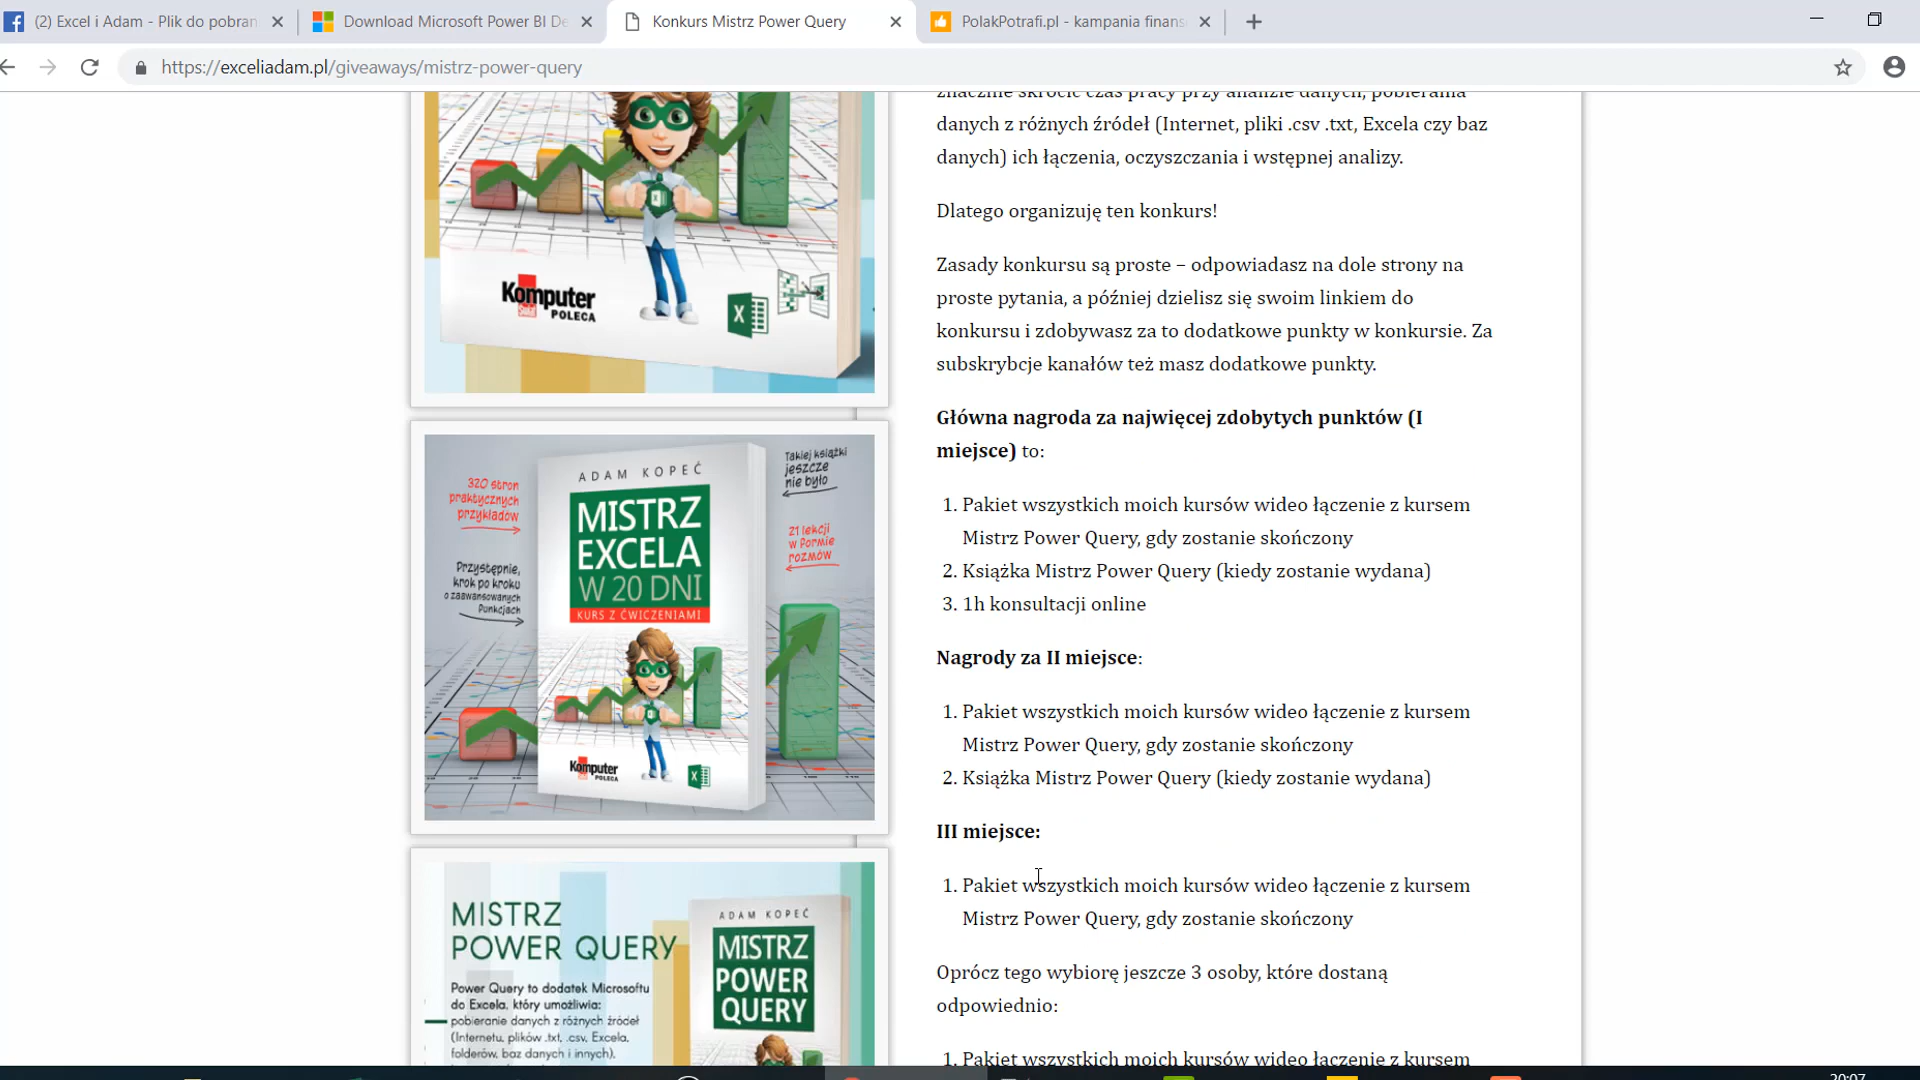 (2) Excel i Adam - Plik do pobran
Download Microsoft Power BI De
Konkurs Mistrz Power Query
PolakPotrafi.pl - kampania finans
https://exceliadam.pl/giveaways/mistrz-power-query
Komputer
Świat
POLECA
ADAM KOPEĆ
320 stron
praktycznych
przykładów
Takiej książki
jeszcze
nie było
MISTRZ
EXCELA
W 20 DNI
KURS Z ĆWICZENIAMI
21 lekcji
w formie
rozmów
Przystępnie,
krok po kroku
o zaawansowanych
funkcjach
Komputer
POLECA
MISTRZ
POWER QUERY
Power Query to dodatek Microsoftu
do Excela, który umożliwia:
pobieranie danych z różnych źródeł
(Internetu, plików .txt, .csv, Excela,
folderów, baz danych i innych),
ADAM KOPEĆ
MISTRZ
POWER
QUERY
znacznie skrócić czas pracy przy analizie danych, pobierania
danych z różnych źródeł (Internet, pliki .csv .txt, Excela czy baz
danych) ich łączenia, oczyszczania i wstępnej analizy.
Dlatego organizuję ten konkurs!
Zasady konkursu są proste – odpowiadasz na dole strony na
proste pytania, a później dzielisz się swoim linkiem do
konkursu i zdobywasz za to dodatkowe punkty w konkursie. Za
subskrybcje kanałów też masz dodatkowe punkty.
Główna nagroda za najwięcej zdobytych punktów (I
miejsce) to:
1. Pakiet wszystkich moich kursów wideo łączenie z kursem
Mistrz Power Query, gdy zostanie skończony
2. Książka Mistrz Power Query (kiedy zostanie wydana)
3. 1h konsultacji online
Nagrody za II miejsce:
1. Pakiet wszystkich moich kursów wideo łączenie z kursem
Mistrz Power Query, gdy zostanie skończony
2. Książka Mistrz Power Query (kiedy zostanie wydana)
III miejsce:
1. Pakiet wszystkich moich kursów wideo łączenie z kursem
Mistrz Power Query, gdy zostanie skończony
Oprócz tego wybiorę jeszcze 3 osoby, które dostaną
odpowiednio:
1. Pakiet wszystkich moich kursów wideo łączenie z kursem
20:07